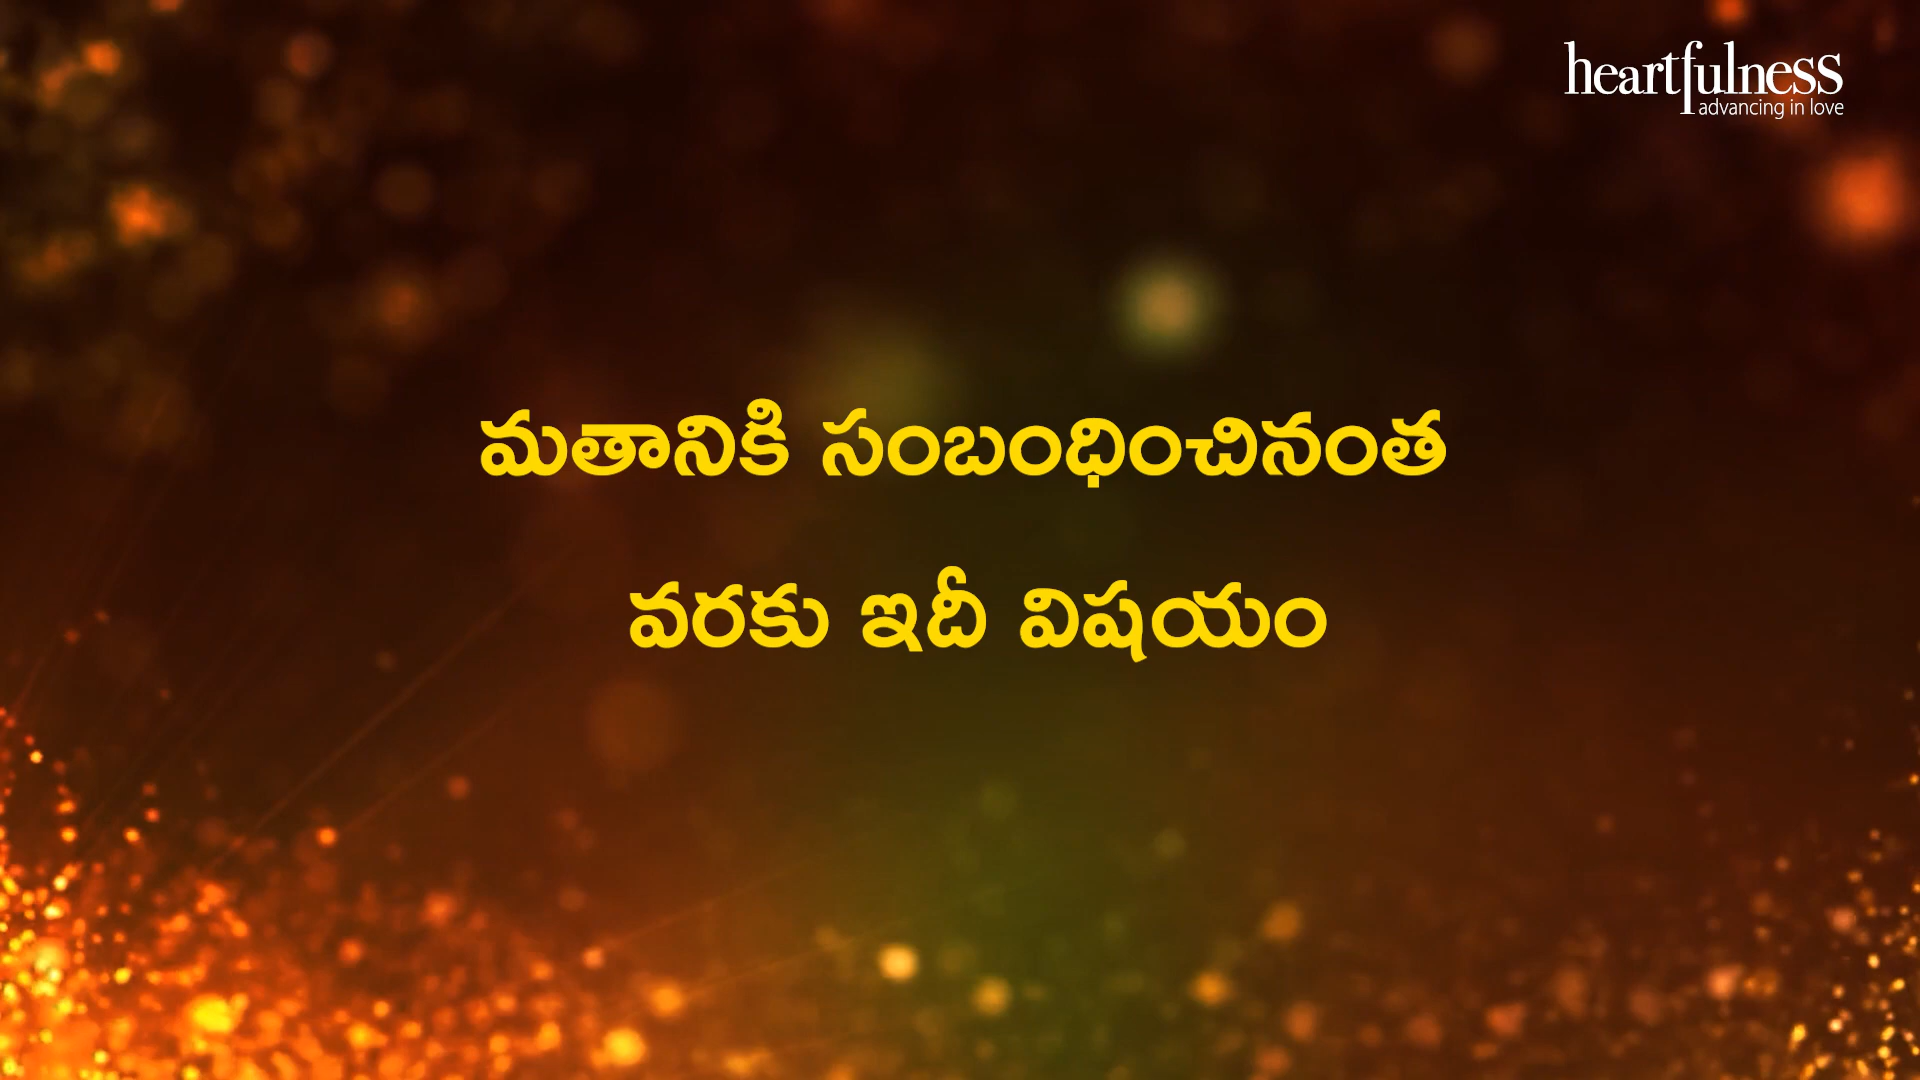 heartfulness
advancing in love
మతానికి సంబంధించినంత
వరకు ఇదీ విషయం